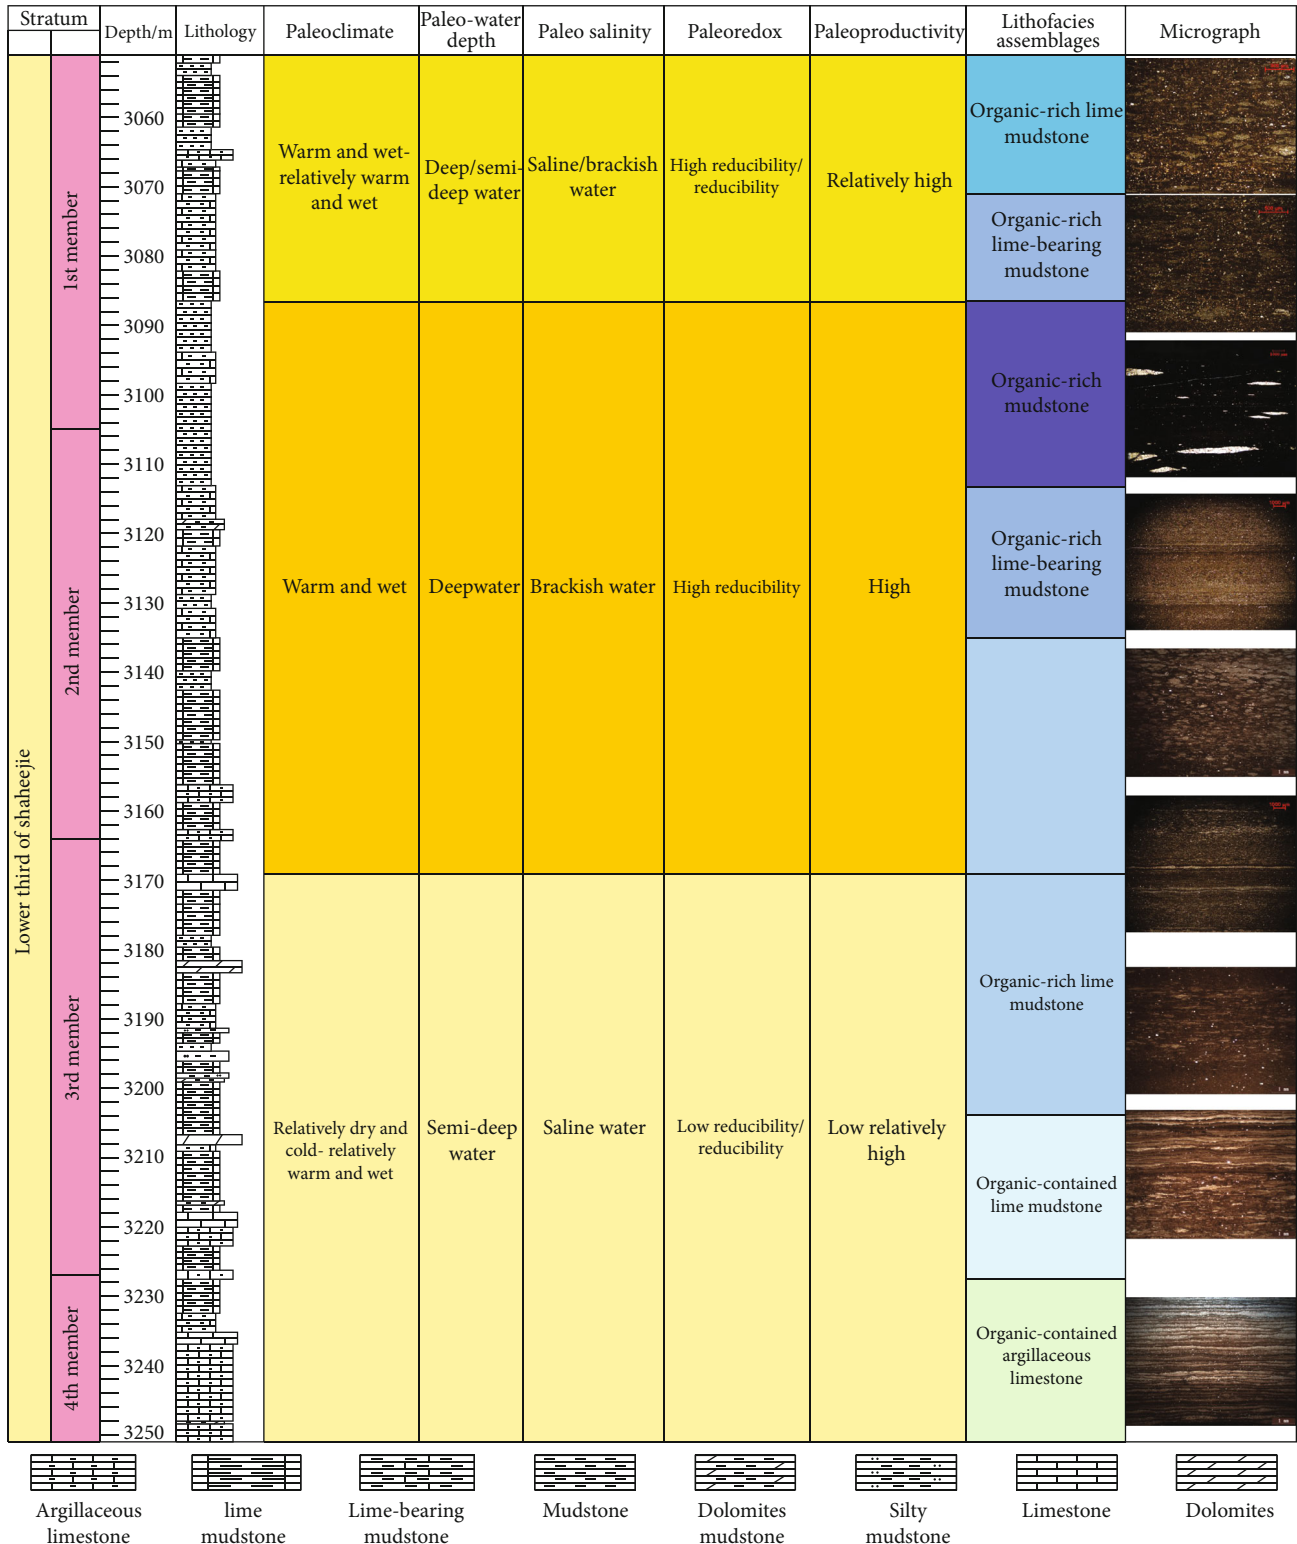 Stratum
Depth/m
Lithology
Paleoclimate
Paleo-water
depth
Paleo salinity
Paleoredox
Paleoproductivity
Lithofacies
assemblages
Micrograph
Lower third of shaheejie
1st member
2nd member
3rd member
4th member
3060
3070
3080
3090
3100
3110
3120
3130
3140
3150
3160
3170
3180
3190
3200
3210
3220
3230
3240
3250
Warm and wet-
relatively warm
and wet
Deep/semi-
deep water
Saline/brackish
water
High reducibility/
reducibility
Relatively high
Organic-rich lime
mudstone
Organic-rich
lime-bearing
mudstone
Warm and wet
Deepwater
Brackish water
High reducibility
High
Organic-rich
mudstone
Organic-rich
lime-bearing
mudstone
Relatively dry and
cold- relatively
warm and wet
Semi-deep
water
Saline water
Low reducibility/
reducibility
Low relatively
high
Organic-rich lime
mudstone
Organic-contained
lime mudstone
Organic-contained
argillaceous
limestone
Argillaceous
limestone
lime
mudstone
Lime-bearing
mudstone
Mudstone
Dolomites
mudstone
Silty
mudstone
Limestone
Dolomites